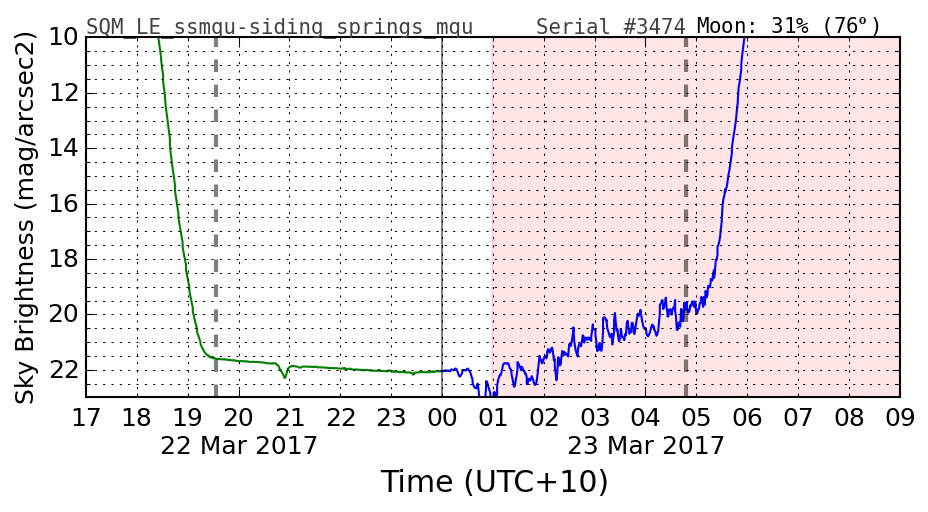 SQM_LE_ssmqu-siding_springs_mqu Serial #3474 Moon: 31% (76°)
Sky Brightness (mag/arcsec2)
10
12
14
16
18
20
22
17 18 19 20 21 22 23 00 01 02 03 04 05 06 07 08 09
22 Mar 2017 23 Mar 2017
Time (UTC+10)